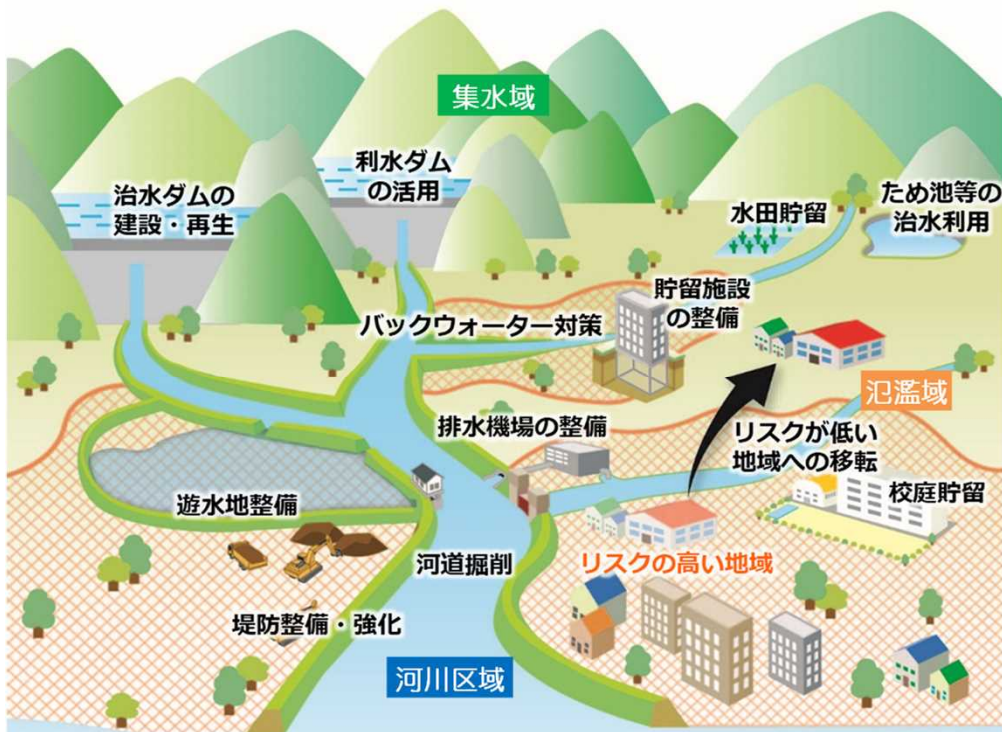 集水域
治水ダムの
建設・再生
利水ダム
の活用
水田貯留
ため池等の
治水利用
バックウォーター対策
貯留施設
の整備
氾濫域
排水機場の整備
リスクが低い
地域への移転
校庭貯留
遊水地整備
河道掘削
リスクの高い地域
堤防整備・強化
河川区域